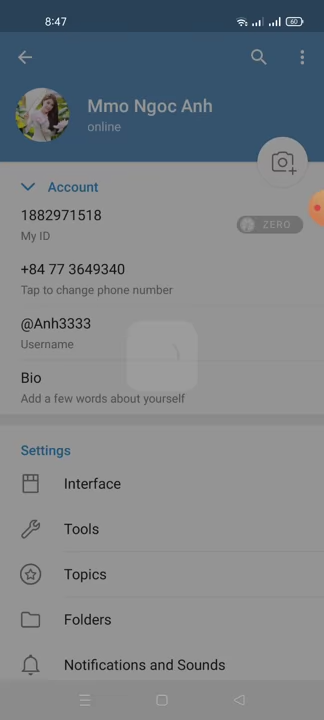 8:47
60
Mmo Ngoc Anh
online
Account
1882971518
My ID
ZERO
+84 77 3649340
Tap to change phone number
@Anh3333
Username
Bio
Add a few words about yourself
Settings
Interface
Tools
Topics
Folders
Notifications and Sounds